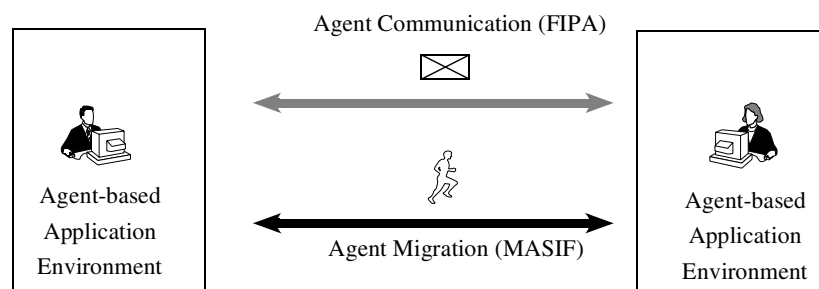 Agent Communication (FIPA)
Agent-based
Application
Environment
Agent Migration (MASIF)
Agent-based
Application
Environment